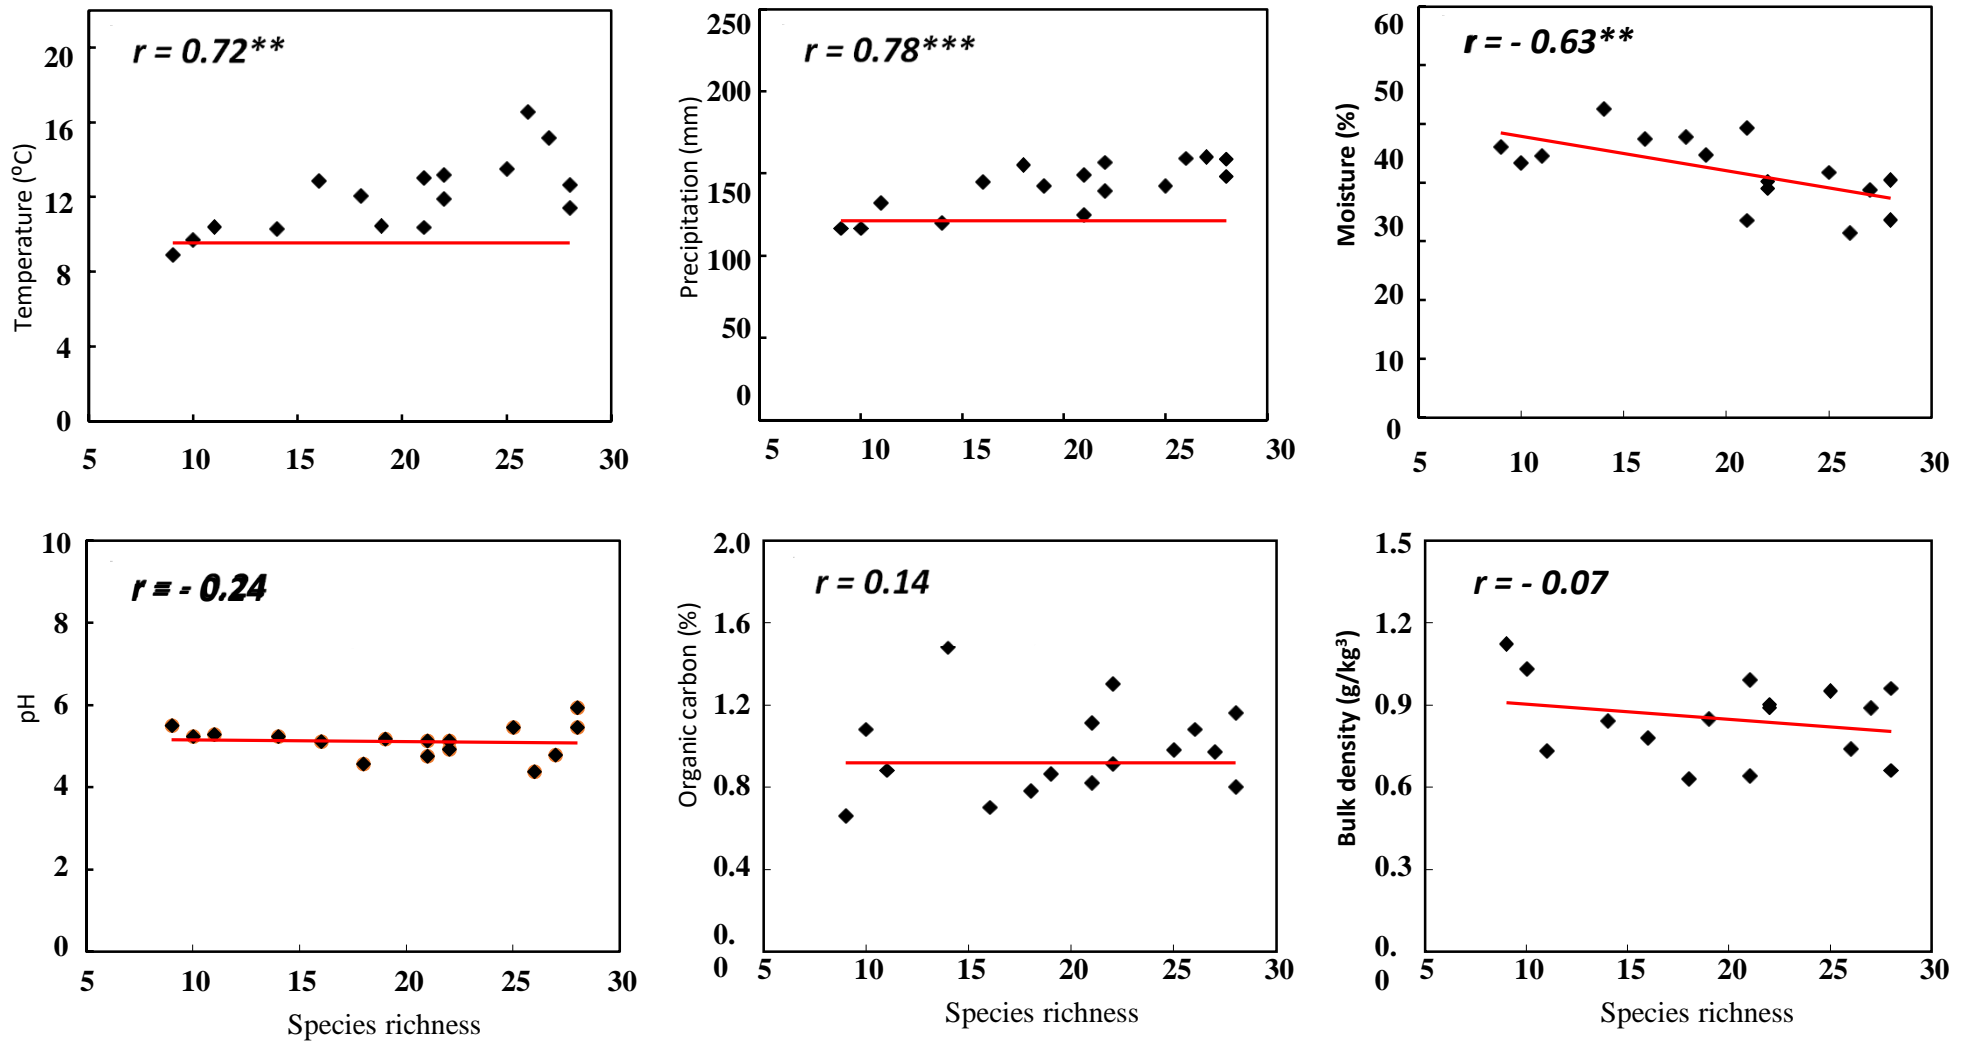 r = 0.72**
Temperature (⁰C)
20
16
12
8
4
0
5 10 15 20 25 30
r = 0.78***
Precipitation (mm)
250
200
150
100
50
0
5 10 15 20 25 30
r = - 0.63**
Moisture (%)
60
50
40
30
20
10
0
5 10 15 20 25 30
r = - 0.24
pH
10
8
6
4
2
0
5 10 15 20 25 30
Species richness
r = 0.14
Organic carbon (%)
2.0
1.6
1.2
0.8
0.4
0.
0
5 10 15 20 25 30
Species richness
r = - 0.07
Bulk density (g/kg³)
1.5
1.2
0.9
0.6
0.3
0.
0
5 10 15 20 25 30
Species richness